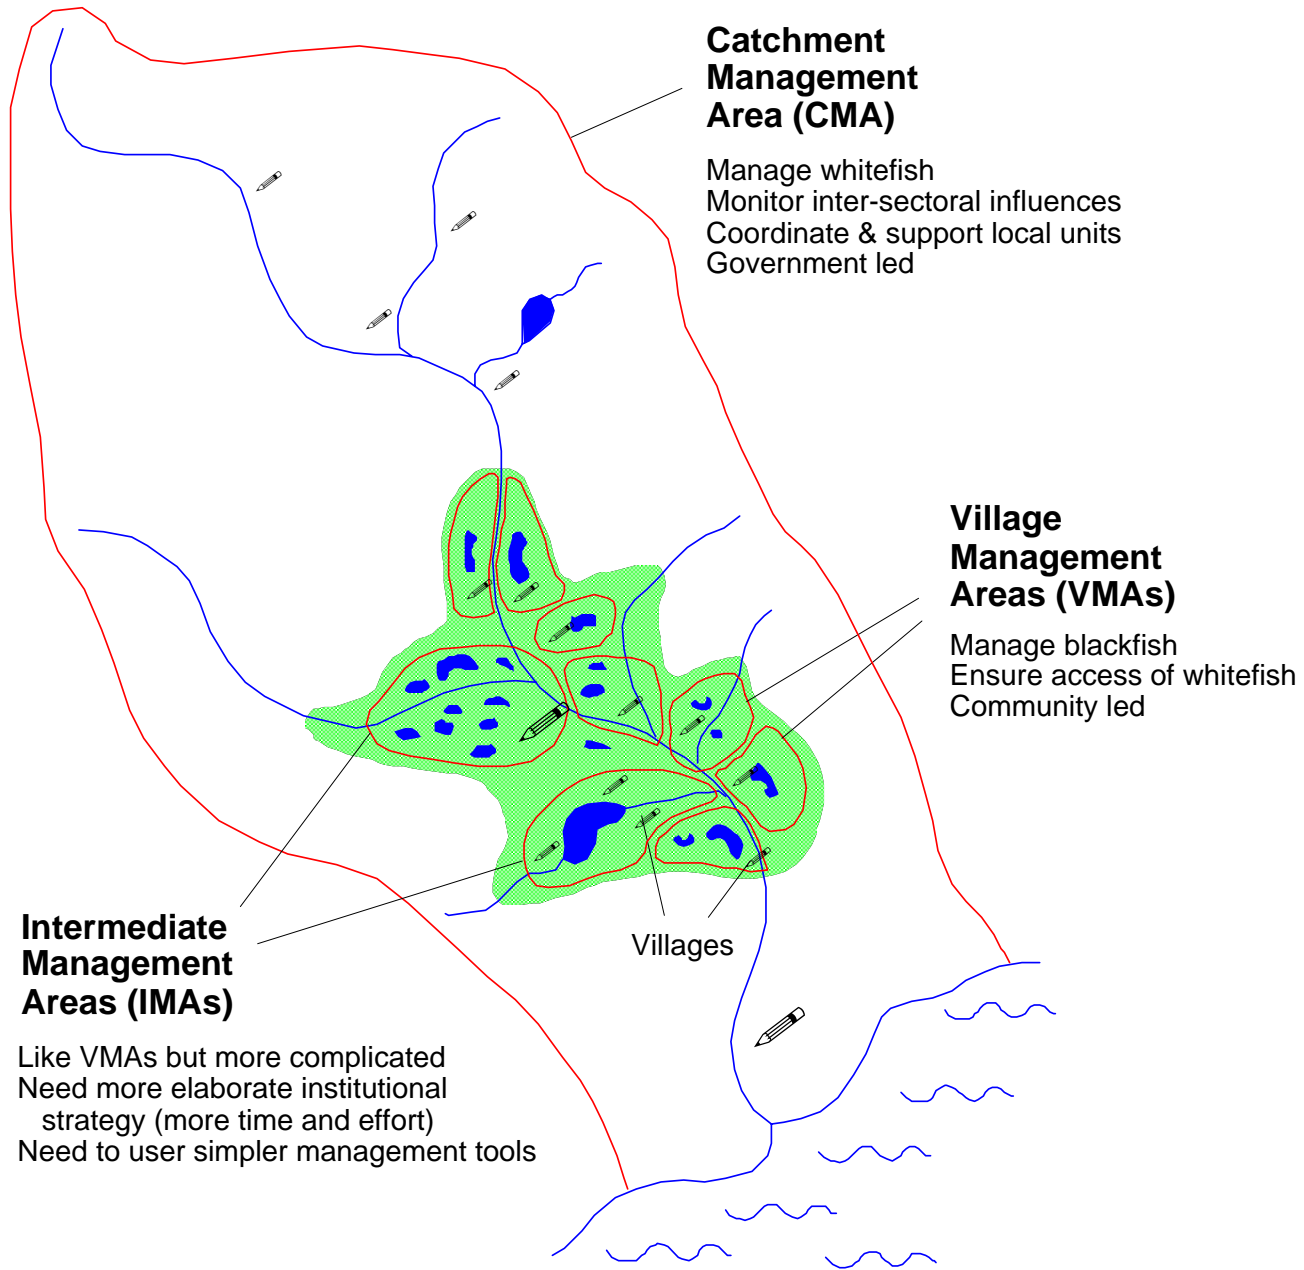 Catchment
Management
Area (CMA)
Manage whitefish
Monitor inter-sectoral influences
Coordinate & support local units
Government led
Village
Management
Areas (VMAs)
Manage blackfish
Ensure access of whitefish
Community led
Villages
Intermediate
Management
Areas (IMAs)
Like VMAs but more complicated
Need more elaborate institutional
strategy (more time and effort)
Need to user simpler management tools